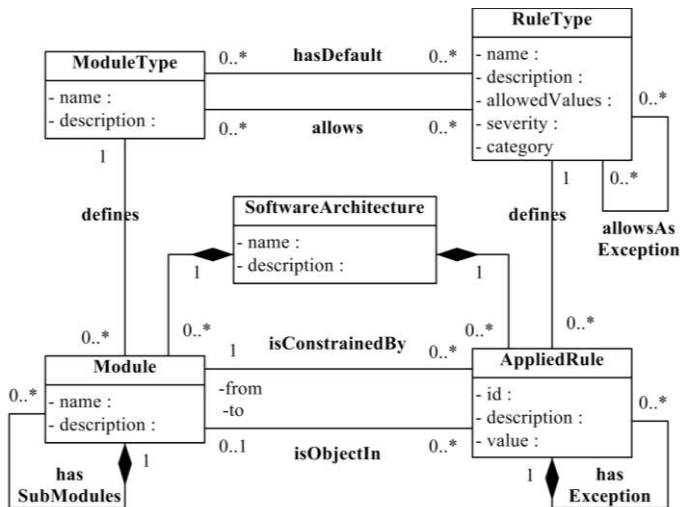 RuleType
- name :
- description :
- allowedValues :
- severity :
- category
ModuleType
- name :
- description :
0..*
hasDefault
0..*
0..*
allows
0..*
0..*
0..*
allowsAs
Exception
1
defines
1
defines
SoftwareArchitecture
- name :
- description :
1
1
0..*
0..*
0..*
0..*
Module
- name :
- description :
1
isConstrainedBy
0..*
-from
-to
0..1
isObjectIn
0..*
AppliedRule
- id :
- description :
- value :
0..*
1
has
SubModules
0..*
1
has
Exception